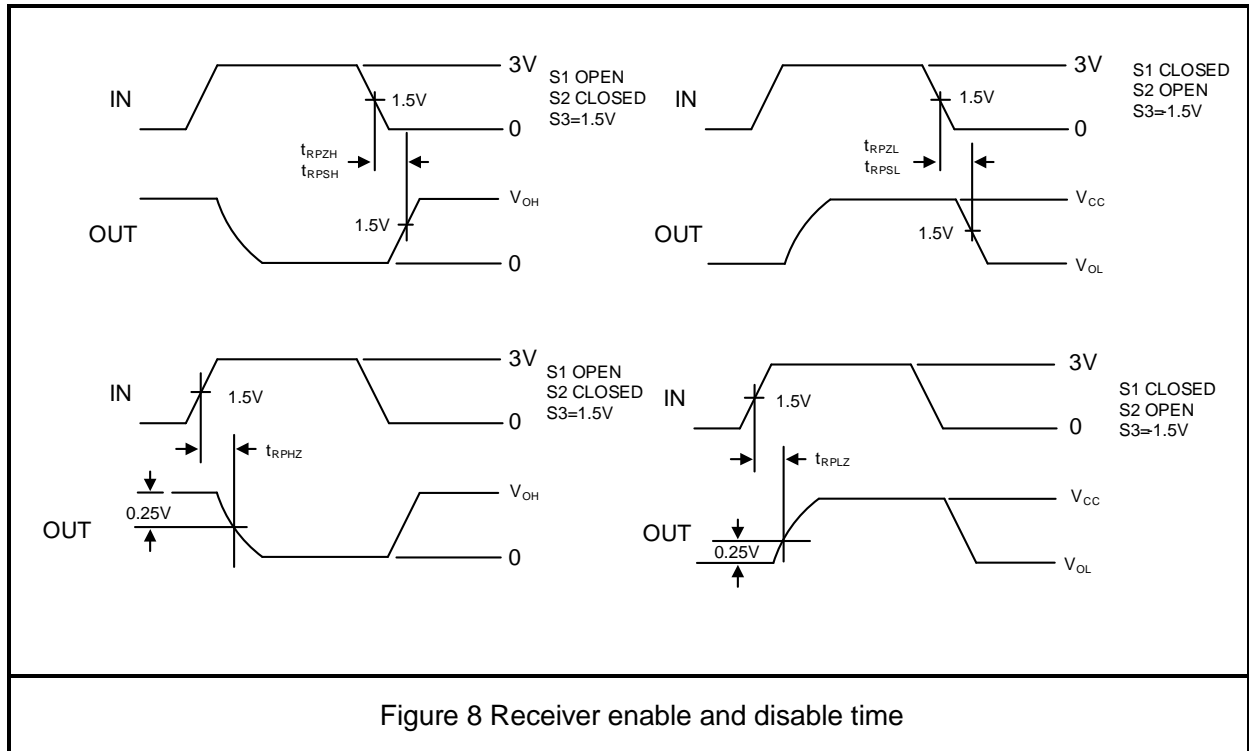 3V
S1 OPEN
S2 CLOSED
S3=1.5V
IN
1.5V
0
tRPZH
tRPSH
VOH
1.5V
OUT
0
3V
S1 CLOSED
S2 OPEN
S3=-1.5V
IN
1.5V
0
tRPZL
tRPSL
VCC
1.5V
OUT
VOL
3V
S1 OPEN
S2 CLOSED
S3=1.5V
IN
1.5V
0
tRPHZ
VOH
0.25V
OUT
0
3V
S1 CLOSED
S2 OPEN
S3=-1.5V
IN
1.5V
0
tRPLZ
VCC
OUT
0.25V
VOL
Figure 8 Receiver enable and disable time